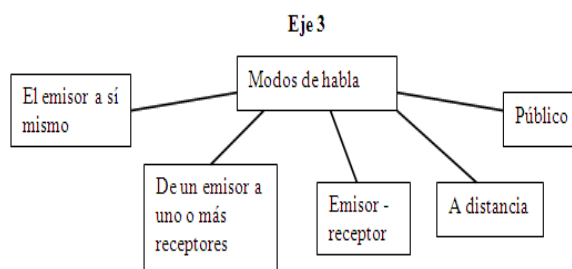 Eje 3
Modos de habla
El emisor a sí
mismo
Público
De un emisor a
uno o más
receptores
Emisor -
receptor
A distancia